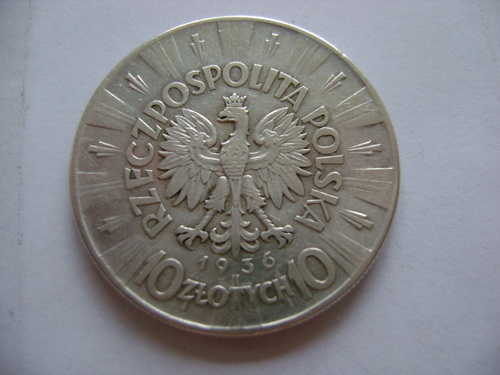 RZECZPOSPOLITA POLSKA
1936
10 ZŁOTYCH 10